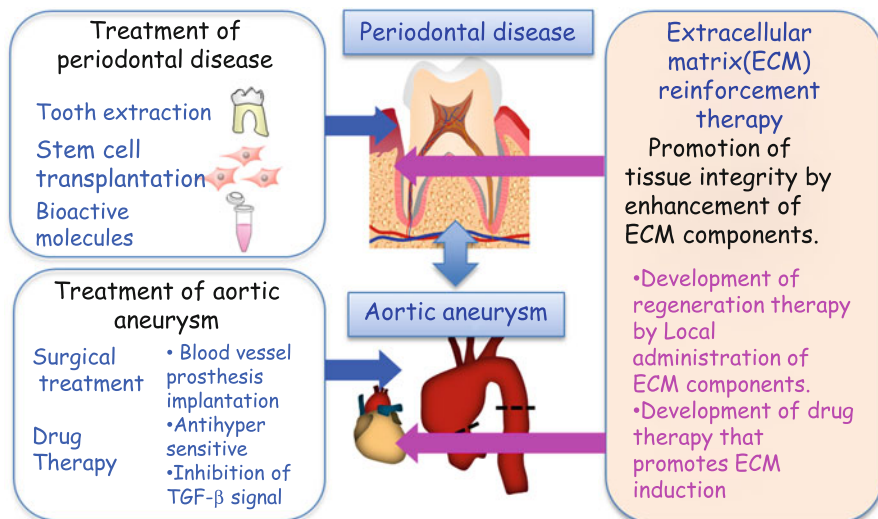 Treatment of
periodontal disease
Tooth extraction
Stem cell
transplantation
Bioactive
molecules
Periodontal disease
Extracellular
matrix(ECM)
reinforcement
therapy
Promotion of
tissue integrity by
enhancement of
ECM components.
•Development of
regeneration therapy
by Local
administration of
ECM components.
•Development of drug
therapy that
promotes ECM
induction
Treatment of aortic
aneurysm
Surgical
treatment
• Blood vessel
prosthesis
implantation
Drug
Therapy
•Antihyper
sensitive
•Inhibition of
TGF-β signal
Aortic aneurysm